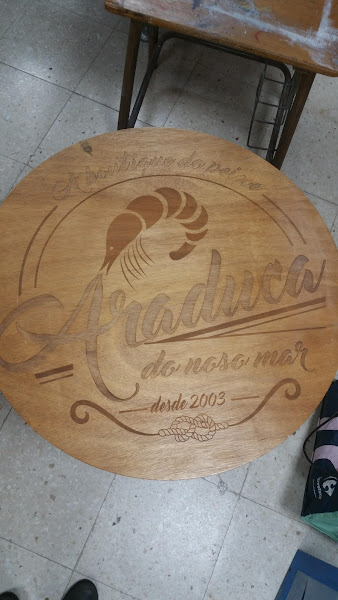 A boutique do peixe
Araduca
do noso mar
desde 2003